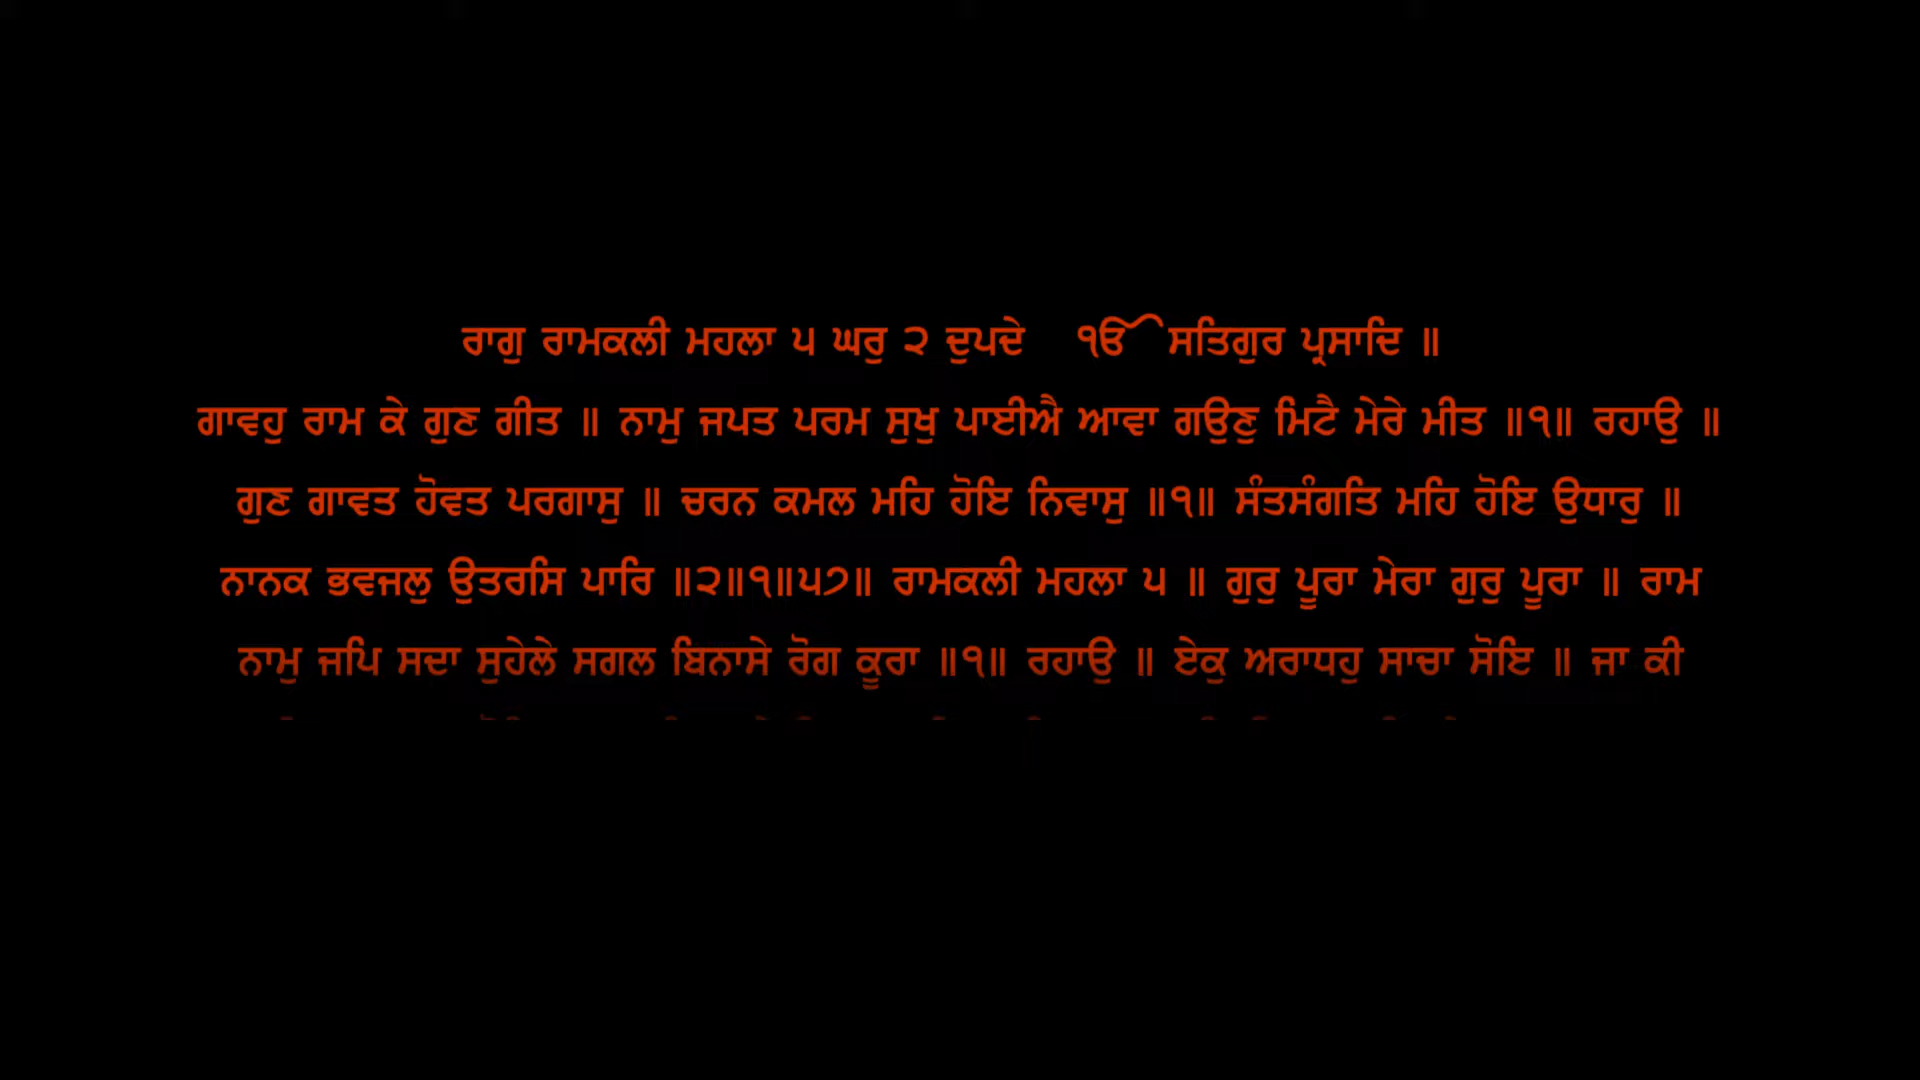 ਰਾਗੁ ਰਾਮਕਲੀ ਮਹਲਾ ੫ ਘਰੁ ੨ ਦੁਪਦੇ ੴ ਸਤਿਗੁਰ ਪ੍ਰਸਾਦਿ ॥
ਗਾਵਹੁ ਰਾਮ ਕੇ ਗੁਣ ਗੀਤ ॥ ਨਾਮੁ ਜਪਤ ਪਰਮ ਸੁਖੁ ਪਾਈਐ ਆਵਾ ਗਉਣੁ ਮਿਟੈ ਮੇਰੇ ਮੀਤ ॥੧॥ ਰਹਾਉ ॥
ਗੁਣ ਗਾਵਤ ਹੋਵਤ ਪਰਗਾਸੁ ॥ ਚਰਨ ਕਮਲ ਮਹਿ ਹੋਇ ਨਿਵਾਸੁ ॥੧॥ ਸੰਤਸੰਗਤਿ ਮਹਿ ਹੋਇ ਉਧਾਰੁ ॥
ਨਾਨਕ ਭਵਜਲੁ ਉਤਰਸਿ ਪਾਰਿ ॥੨॥੧॥੫੭॥ ਰਾਮਕਲੀ ਮਹਲਾ ੫ ॥ ਗੁਰੁ ਪੂਰਾ ਮੇਰਾ ਗੁਰੁ ਪੂਰਾ ॥ ਰਾਮ
ਨਾਮੁ ਜਪਿ ਸਦਾ ਸੁਹੇਲੇ ਸਗਲ ਬਿਨਾਸੇ ਰੋਗ ਕੂਰਾ ॥੧॥ ਰਹਾਉ ॥ ਏਕੁ ਅਰਾਧਹੁ ਸਾਚਾ ਸੋਇ ॥ ਜਾ ਕੀ